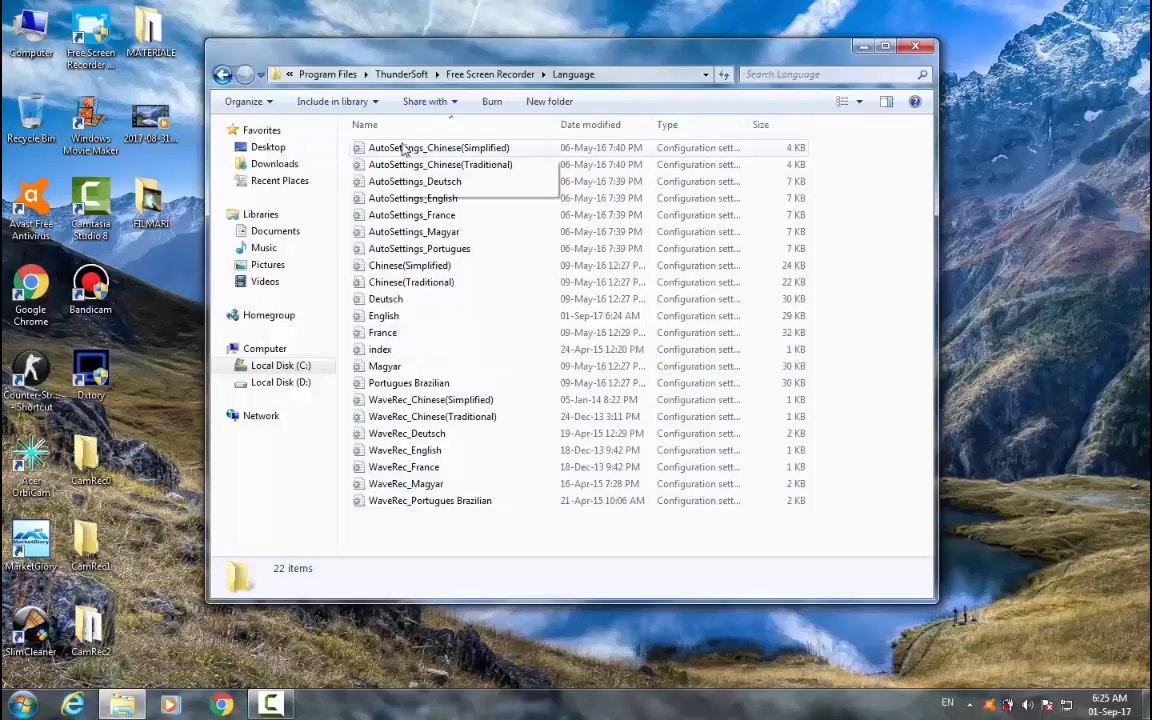 Computer
Free Screen
Recorder ...
MATERIALE
Recycle Bin
Windows
Movie Maker
2017-08-31...
Avast Free
Antivirus
Camtasia
Studio 8
FILMARI
Google
Chrome
Bandicam
Counter-Str...
- Shortcut
Dxtory
Acer
OrbiCam
CamRec0
MarketGlory
CamRec1
SlimCleaner
CamRec2
« Program Files ThunderSoft Free Screen Recorder Language
Search Language
Organize Include in library Share with Burn New folder
Favorites
Desktop
Downloads
Recent Places
Libraries
Documents
Music
Pictures
Videos
Homegroup
Computer
Local Disk (C:)
Local Disk (D:)
Network
Name Date modified Type Size
AutoSettings_Chinese(Simplified) 06-May-16 7:40 PM Configuration sett... 4 KB
AutoSettings_Chinese(Traditional) 06-May-16 7:40 PM Configuration sett... 4 KB
AutoSettings_Deutsch 06-May-16 7:39 PM Configuration sett... 7 KB
AutoSettings_English 06-May-16 7:39 PM Configuration sett... 7 KB
AutoSettings_France 06-May-16 7:39 PM Configuration sett... 7 KB
AutoSettings_Magyar 06-May-16 7:39 PM Configuration sett... 7 KB
AutoSettings_Portugues 06-May-16 7:39 PM Configuration sett... 7 KB
Chinese(Simplified) 09-May-16 12:27 P... Configuration sett... 24 KB
Chinese(Traditional) 09-May-16 12:27 P... Configuration sett... 22 KB
Deutsch 09-May-16 12:27 P... Configuration sett... 30 KB
English 01-Sep-17 6:24 AM Configuration sett... 29 KB
France 09-May-16 12:29 P... Configuration sett... 32 KB
index 24-Apr-15 12:20 PM Configuration sett... 1 KB
Magyar 09-May-16 12:27 P... Configuration sett... 30 KB
Portugues Brazilian 09-May-16 12:27 P... Configuration sett... 30 KB
WaveRec_Chinese(Simplified) 05-Jan-14 8:22 PM Configuration sett... 1 KB
WaveRec_Chinese(Traditional) 24-Dec-13 3:11 PM Configuration sett... 1 KB
WaveRec_Deutsch 19-Apr-15 12:29 PM Configuration sett... 2 KB
WaveRec_English 18-Dec-13 9:42 PM Configuration sett... 1 KB
WaveRec_France 18-Dec-13 9:42 PM Configuration sett... 1 KB
WaveRec_Magyar 16-Apr-15 7:28 PM Configuration sett... 2 KB
WaveRec_Portugues Brazilian 21-Apr-15 10:06 AM Configuration sett... 2 KB
22 items
EN
6:25 AM
01-Sep-17